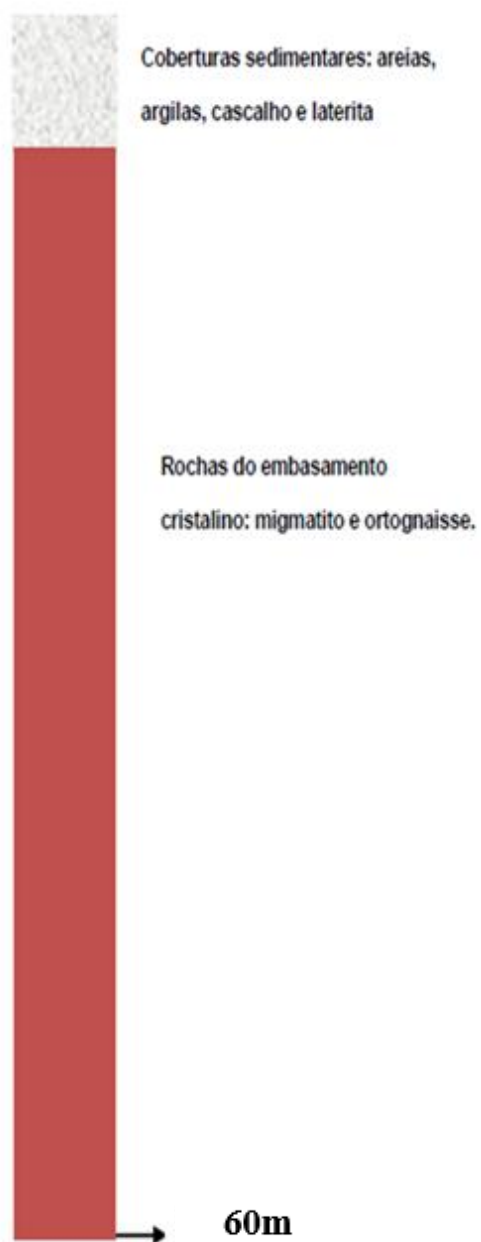 Coberturas sedimentares: areias,
argilas, cascalho e laterita
Rochas do embasamento
cristalino: migmatito e ortognaisse.
60m